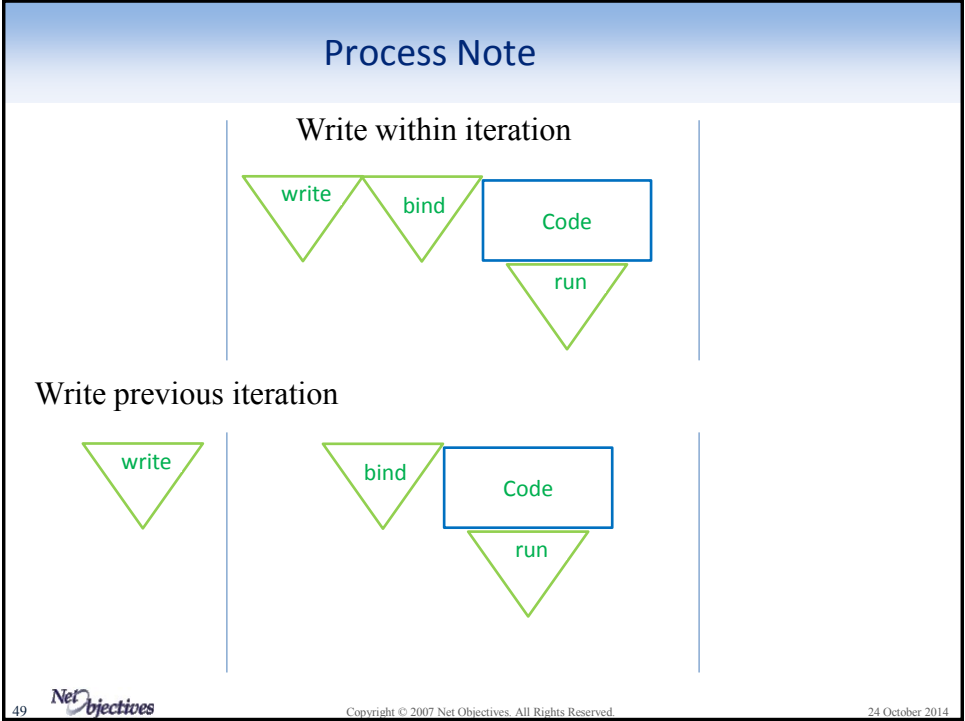 Process Note
Write within iteration
write
bind
Code
run
Write previous iteration
write
bind
Code
run
49
Net Objectives
Copyright © 2007 Net Objectives. All Rights Reserved.
24 October 2014